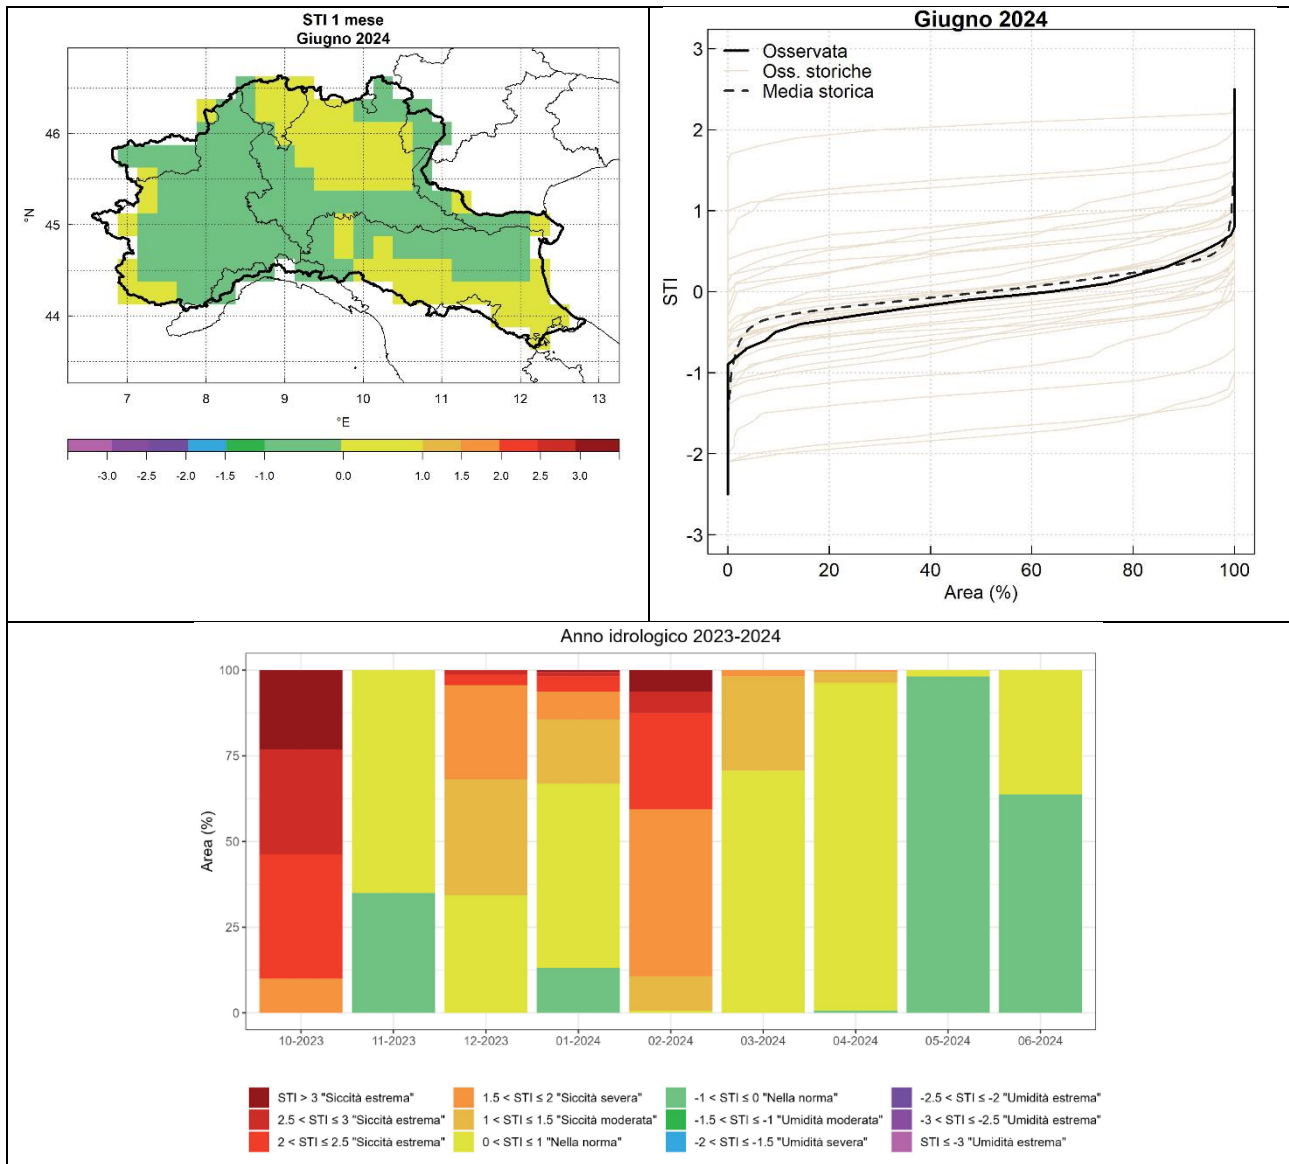 STI 1 mese
Giugno 2024
°N
46
45
44
7 8 9 10 11 12 13
°E
-3.0 -2.5 -2.0 -1.5 -1.0 0.0 1.0 1.5 2.0 2.5 3.0
Giugno 2024
Osservata
Oss. storiche
Media storica
STI
3
2
1
0
-1
-2
-3
0 20 40 60 80 100
Area (%)
Anno idrologico 2023-2024
Area (%)
100
75
50
25
0
10-2023 11-2023 12-2023 01-2024 02-2024 03-2024 04-2024 05-2024 06-2024
STI > 3 "Siccità estrema" 1.5 < STI ≤ 2 "Siccità severa" -1 < STI ≤ 0 "Nella norma" -2.5 < STI ≤ -2 "Umidità estrema"
2.5 < STI ≤ 3 "Siccità estrema" 1 < STI ≤ 1.5 "Siccità moderata" -1.5 < STI ≤ -1 "Umidità moderata" -3 < STI ≤ -2.5 "Umidità estrema"
2 < STI ≤ 2.5 "Siccità estrema" 0 < STI ≤ 1 "Nella norma" -2 < STI ≤ -1.5 "Umidità severa" STI ≤ -3 "Umidità estrema"